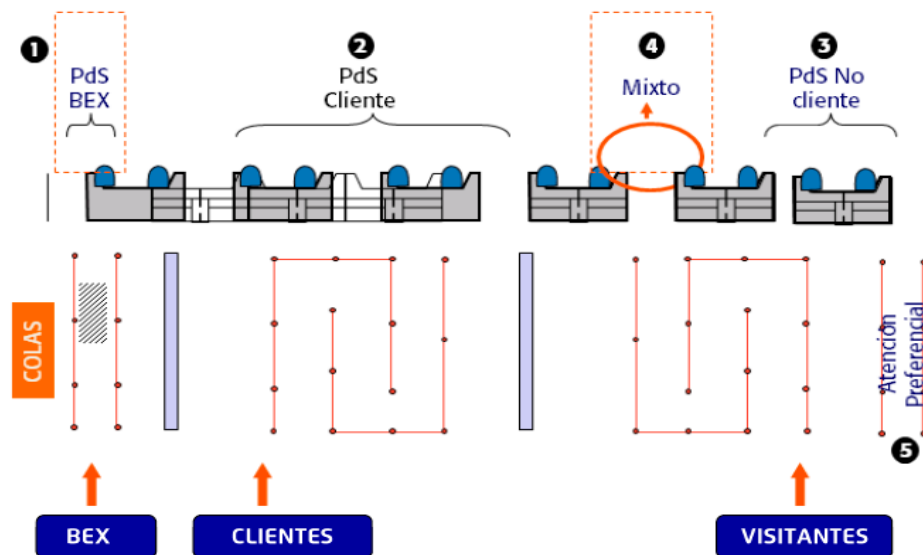 1
PdS
BEX
2
PdS
Cliente
4
Mixto
3
PdS No
cliente
COLAS
Atención
Preferencial
5
BEX
CLIENTES
VISITANTES